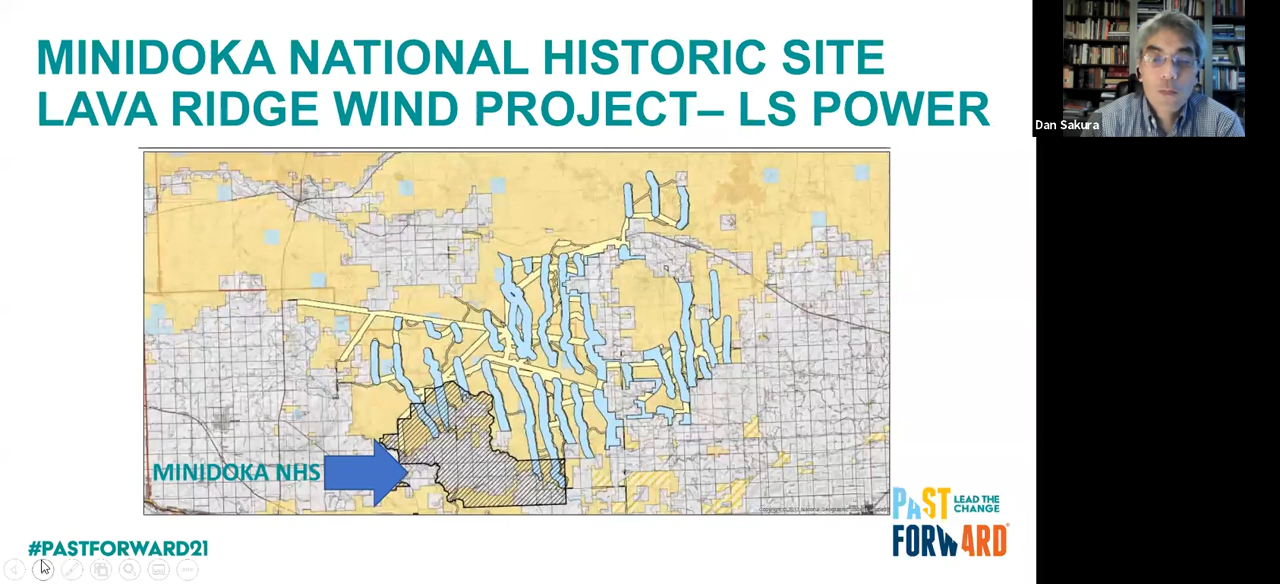 MINIDOKA NATIONAL HISTORIC SITE
LAVA RIDGE WIND PROJECT– LS POWER
Dan Sakura
MINIDOKA NHS
PAST LEAD THE
CHANGE
FORWARD
#PASTFORWARD21